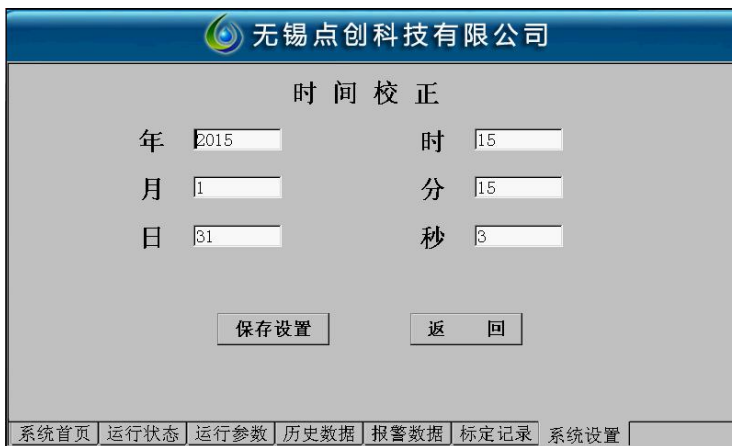 无锡点创科技有限公司
时间校正
年 2015 时 15
月 1 分 15
日 31 秒 3
保存设置 返回
系统首页 运行状态 运行参数 历史数据 报警数据 标定记录 系统设置